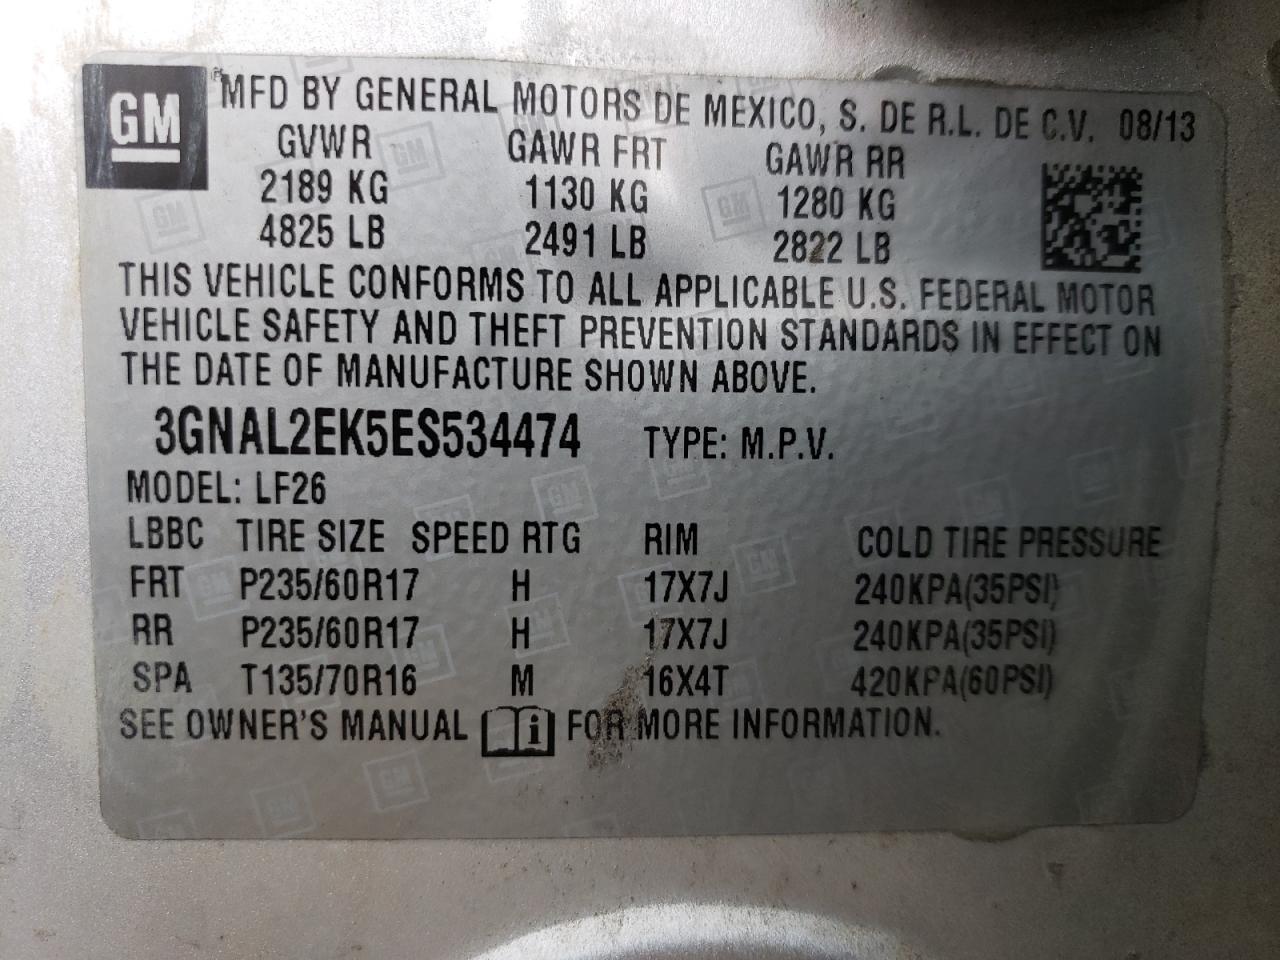 GM MFD BY GENERAL MOTORS DE MEXICO, S. DE R.L. DE C.V. 08/13
GVWR GAWR FRT GAWR RR
2189 KG 1130 KG 1280 KG
4825 LB 2491 LB 2822 LB
THIS VEHICLE CONFORMS TO ALL APPLICABLE U.S. FEDERAL MOTOR
VEHICLE SAFETY AND THEFT PREVENTION STANDARDS IN EFFECT ON
THE DATE OF MANUFACTURE SHOWN ABOVE.
3GNAL2EK5ES534474 TYPE: M.P.V.
MODEL: LF26
LBBC TIRE SIZE SPEED RTG RIM COLD TIRE PRESSURE
FRT P235/60R17 H 17X7J 240KPA(35PSI)
RR P235/60R17 H 17X7J 240KPA(35PSI)
SPA T135/70R16 M 16X4T 420KPA(60PSI)
SEE OWNER'S MANUAL i FOR MORE INFORMATION.